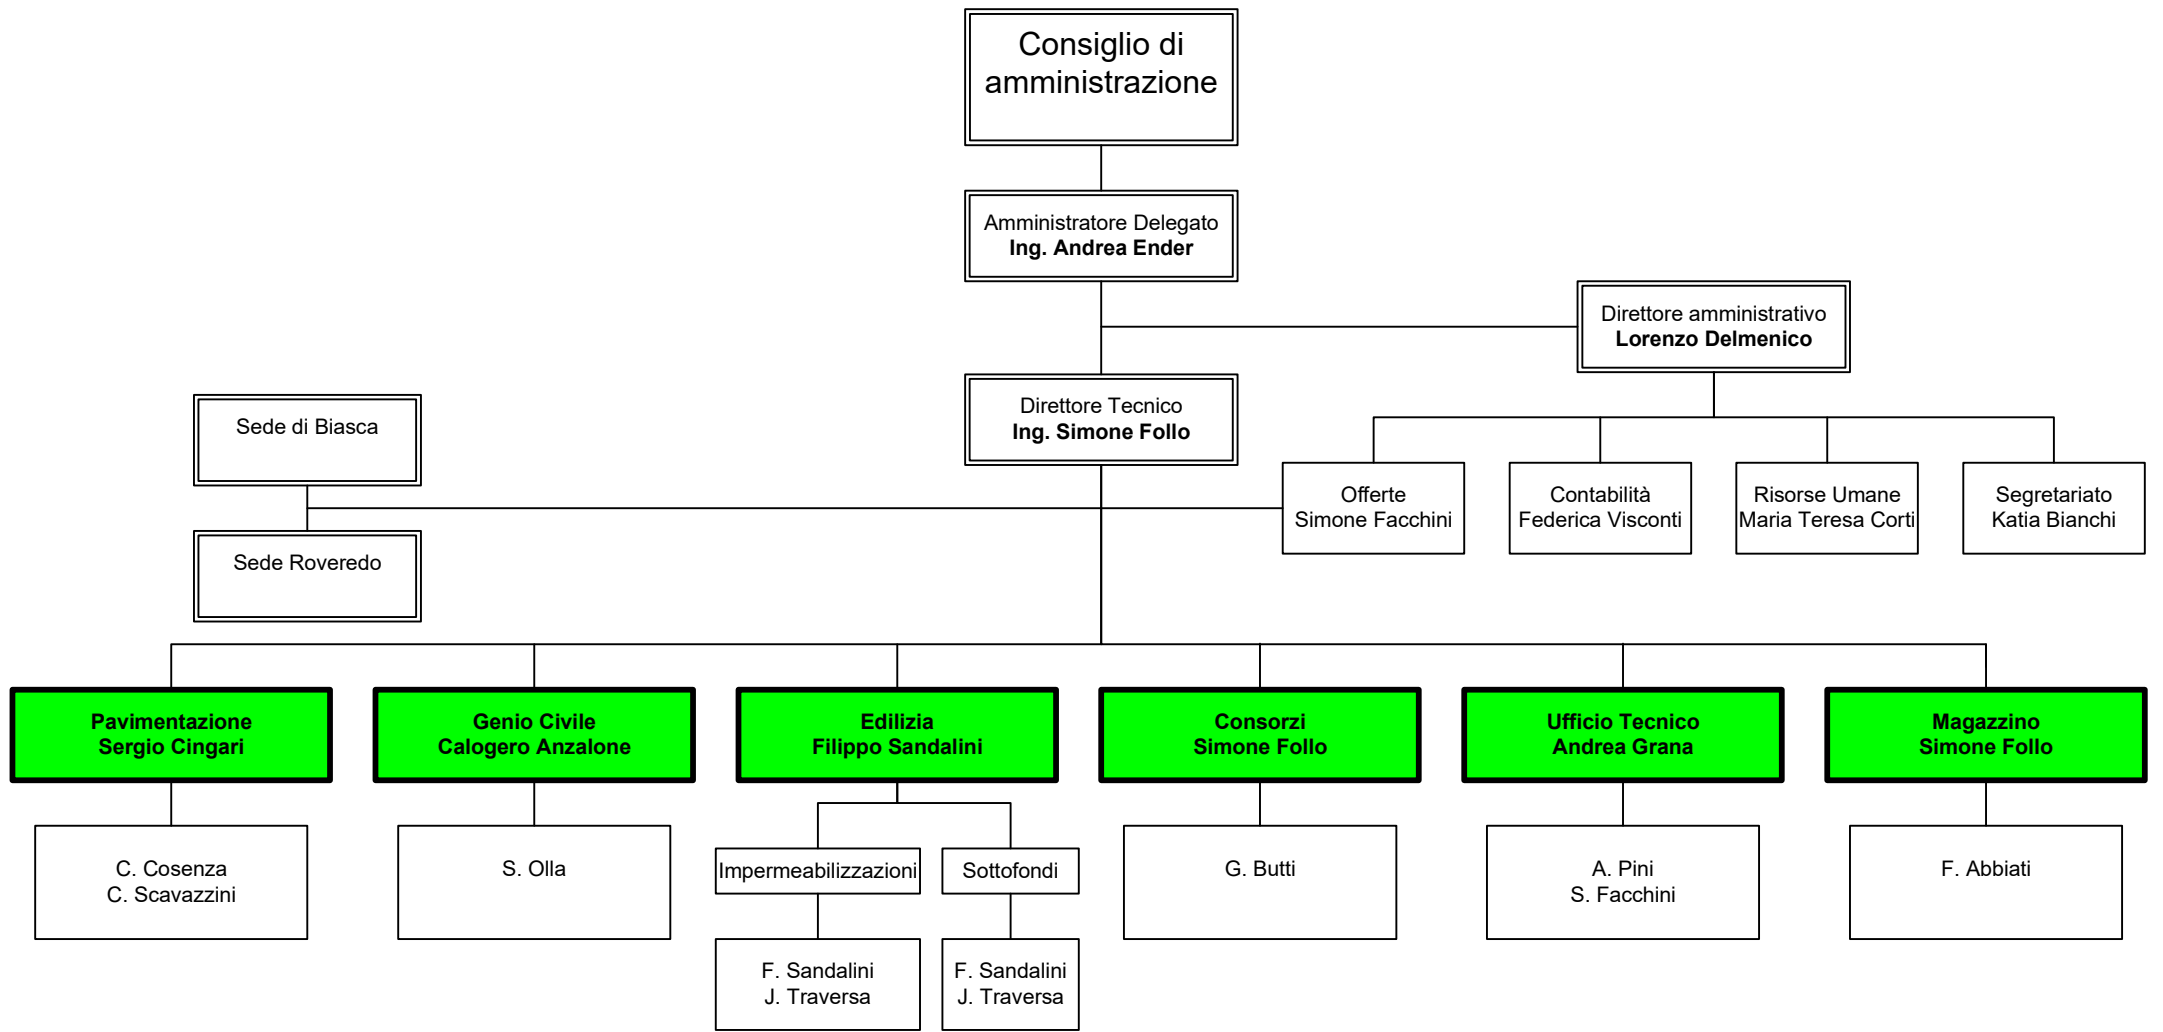 Consiglio di
amministrazione
Amministratore Delegato
Ing. Andrea Ender
Direttore amministrativo
Lorenzo Delmenico
Direttore Tecnico
Ing. Simone Follo
Sede di Biasca
Sede Roveredo
Offerte
Simone Facchini
Contabilità
Federica Visconti
Risorse Umane
Maria Teresa Corti
Segretariato
Katia Bianchi
Pavimentazione
Sergio Cingari
Genio Civile
Calogero Anzalone
Edilizia
Filippo Sandalini
Consorzi
Simone Follo
Ufficio Tecnico
Andrea Grana
Magazzino
Simone Follo
C. Cosenza
C. Scavazzini
S. Olla
Impermeabilizzazioni
Sottofondi
F. Sandalini
J. Traversa
F. Sandalini
J. Traversa
G. Butti
A. Pini
S. Facchini
F. Abbiati